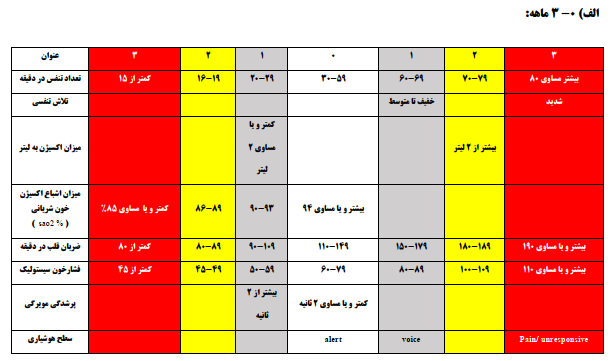 الف) ۰-۳ ماهه:
عنوان ۳ ۲ ۱ ۰ ۱ ۲ ۳
تعداد تنفس در دقیقه کمتر از ۱۵ ۱۶-۱۹ ۲۰-۲۹ ۳۰-۵۹ ۶۰-۶۹ ۷۰-۷۹ بیشتر مساوی ۸۰
تلاش تنفسی خفیف تا متوسط شدید
میزان اکسیژن به لیتر کمتر و یا مساوی ۲ لیتر بیشتر از ۲ لیتر
میزان اشباع اکسیژن خون شریانی ( sao2 % ) کمتر و یا مساوی ۸۵% ۸۶-۸۹ ۹۰-۹۳ بیشتر و یا مساوی ۹۴
ضربان قلب در دقیقه کمتر از ۸۰ ۸۰-۸۹ ۹۰-۱۰۹ ۱۱۰-۱۴۹ ۱۵۰-۱۷۹ ۱۸۰-۱۸۹ بیشتر و یا مساوی ۱۹۰
فشارخون سیستولیک کمتر از ۴۵ ۴۵-۴۹ ۵۰-۵۹ ۶۰-۷۹ ۸۰-۸۹ ۱۰۰-۱۰۹ بیشتر و یا مساوی ۱۱۰
پرشدگی مویرگی بیشتر از ۲ ثانیه کمتر و یا مساوی ۲ ثانیه
سطح هوشیاری alert voice Pain/ unresponsive